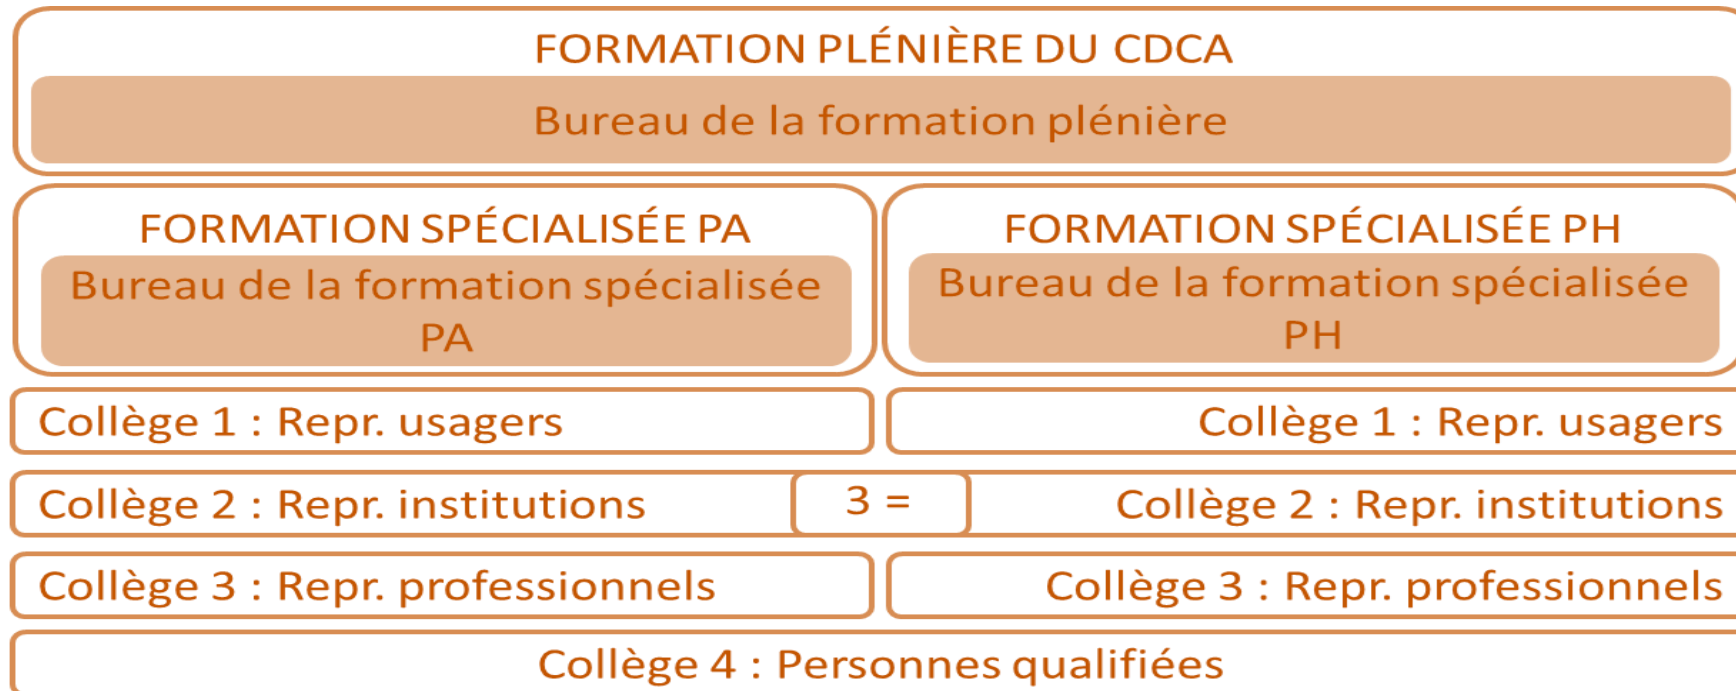 FORMATION PLÉNIÈRE DU CDCA
Bureau de la formation plénière
FORMATION SPÉCIALISÉE PA
Bureau de la formation spécialisée
PA
FORMATION SPÉCIALISÉE PH
Bureau de la formation spécialisée
PH
Collège 1 : Repr. usagers
Collège 1 : Repr. usagers
Collège 2 : Repr. institutions
3 =
Collège 2 : Repr. institutions
Collège 3 : Repr. professionnels
Collège 3 : Repr. professionnels
Collège 4 : Personnes qualifiées